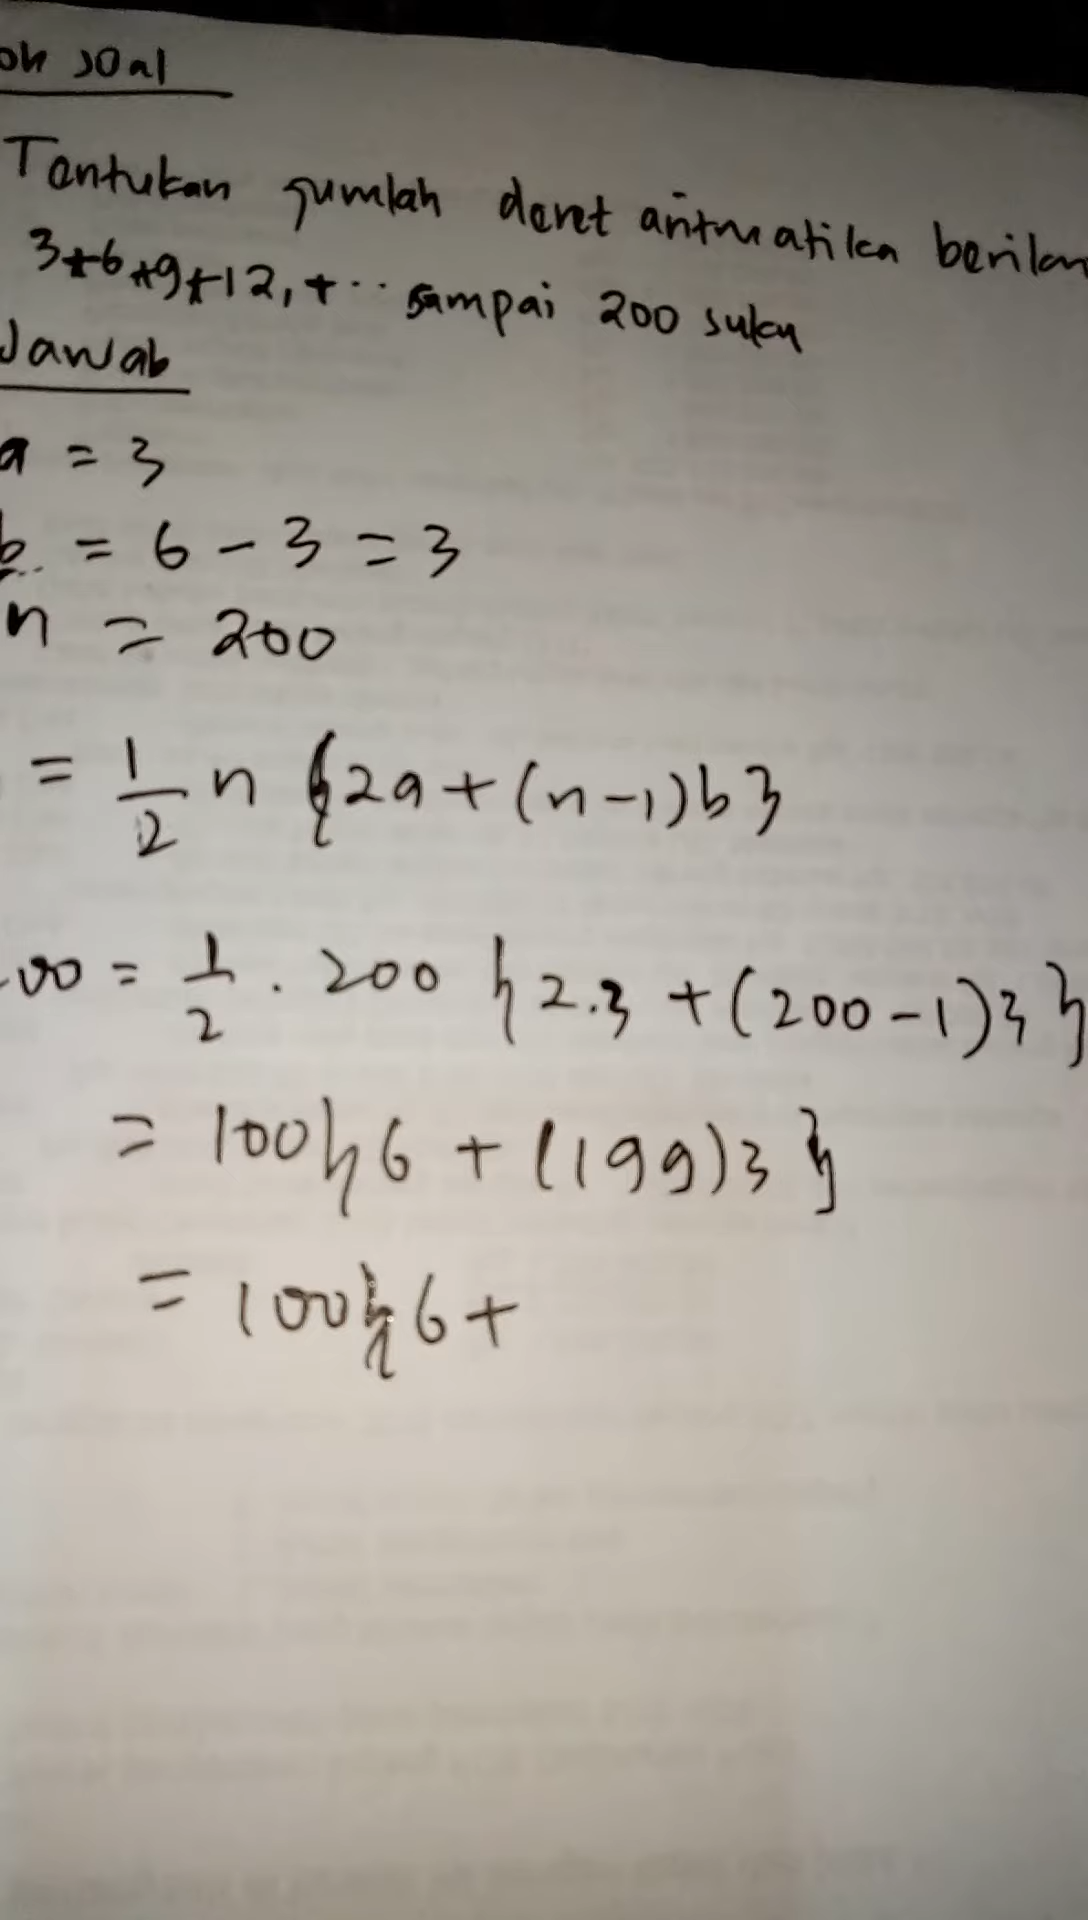 oh soal
Tentukan jumlah deret aritmatika berikut
3+6+9+12,+... sampai 200 suku
Jawab
a = 3
b = 6 - 3 = 3
n = 200
= 1/2 n {2a + (n-1)b}
200 = 1/2 . 200 {2.3 + (200-1)3}
= 100{6 + (199)3}
= 100{6 +